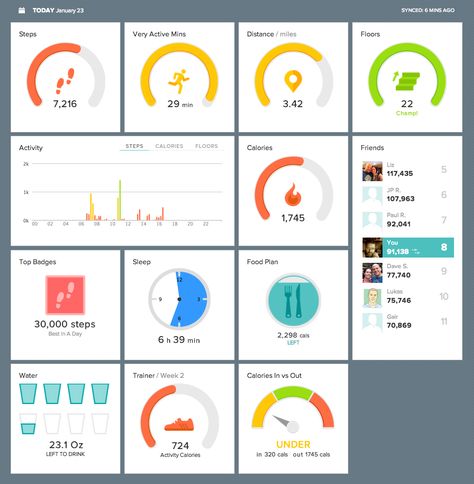 TODAY January 23
SYNCED: 6 MINS AGO
Steps
7,216
Very Active Mins
29 min
Distance / miles
3.42
Floors
22
Champ!
Activity
STEPS CALORIES FLOORS
2k
1k
0
00 02 04 06 08 10 12 14 16 18 20 22
Calories
1,745
Friends
Liz
117,435
5
JP R.
107,963
6
Paul R.
92,041
7
You
91,138
8
Dave S.
77,740
9
Lukas
75,746
10
Gair
70,869
11
Top Badges
30,000 steps
Best In A Day
Sleep
12
3
6
9
6 h 39 min
Food Plan
2,298 cals
LEFT
Water
23.1 Oz
LEFT TO DRINK
Trainer / Week 2
724
Activity Calories
Calories In vs Out
UNDER
in 320 cals out 1745 cals